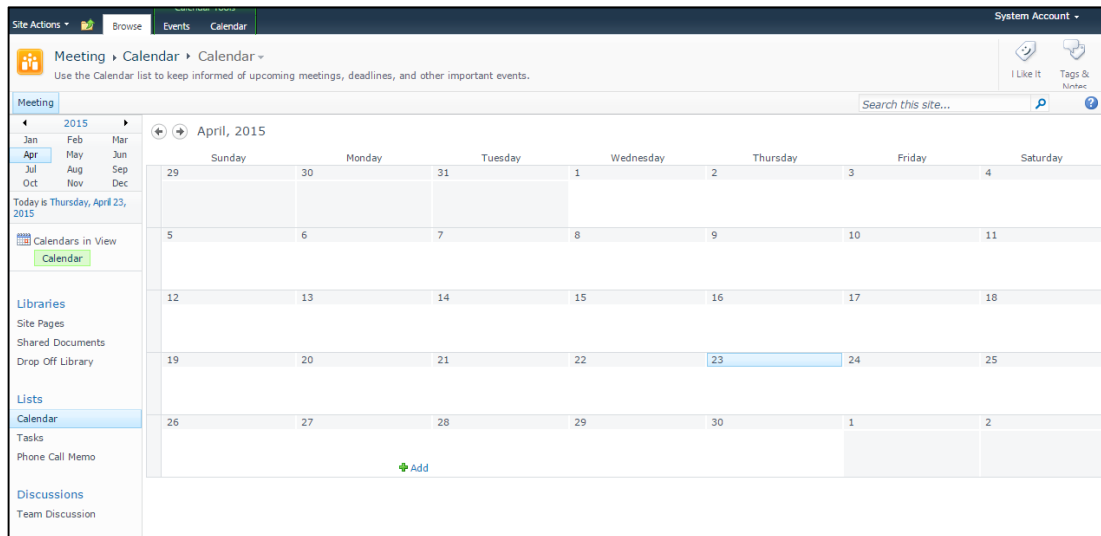 Calendar Tools
Site Actions Browse Events Calendar System Account
Meeting Calendar Calendar
Use the Calendar list to keep informed of upcoming meetings, deadlines, and other important events.
I Like It Tags & Notes
Meeting Search this site...
2015
Jan Feb Mar
Apr May Jun
Jul Aug Sep
Oct Nov Dec
Today is Thursday, April 23, 2015
Calendars in View
Calendar
Libraries
Site Pages
Shared Documents
Drop Off Library
Lists
Calendar
Tasks
Phone Call Memo
Discussions
Team Discussion
April, 2015
Sunday Monday Tuesday Wednesday Thursday Friday Saturday
29 30 31 1 2 3 4
5 6 7 8 9 10 11
12 13 14 15 16 17 18
19 20 21 22 23 24 25
26 27 28 29 30 1 2
Add